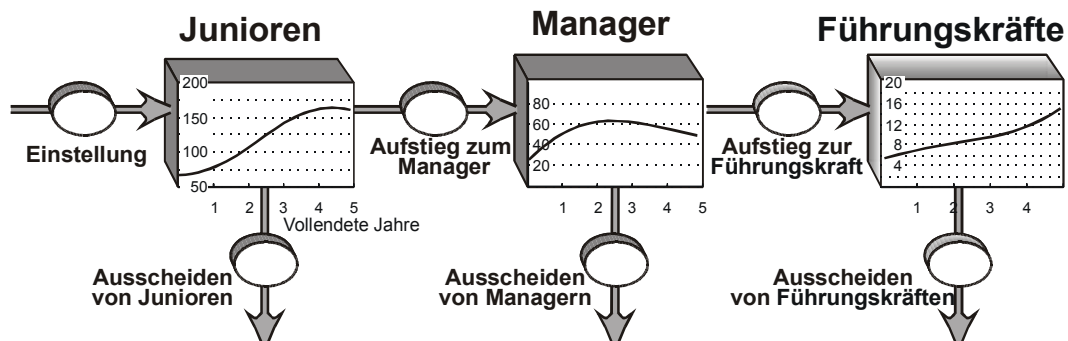 Junioren
Manager
Führungskräfte
200
150
100
50
80
60
40
20
20
16
12
8
4
Einstellung
Aufstieg zum
Manager
Aufstieg zur
Führungskraft
1 2 3 4 5
Vollendete Jahre
1 2 3 4 5
1 2 3 4
Ausscheiden
von Junioren
Ausscheiden
von Managern
Ausscheiden
von Führungskräften